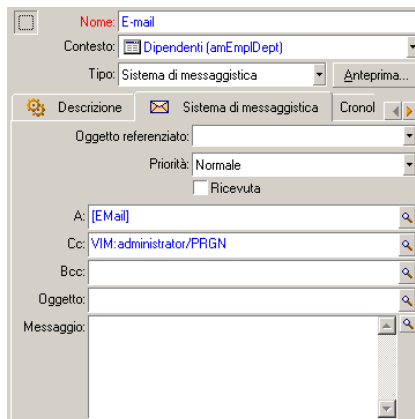 Nome: E-mail
Contesto: Dipendenti (amEmplDept)
Tipo: Sistema di messaggistica Anteprima...
Descrizione Sistema di messaggistica Cronol
Oggetto referenziato:
Priorità: Normale
Ricevuta
A: [EMail]
Cc: VIM:administrator/PRGN
Bcc:
Oggetto:
Messaggio: